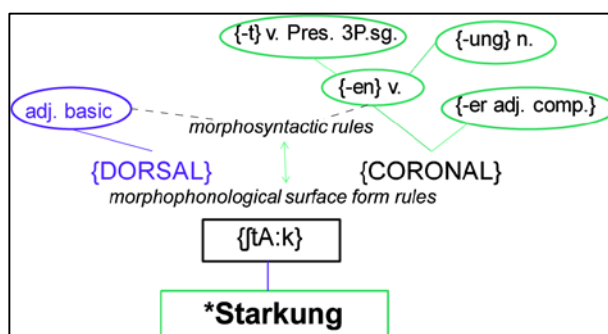 {-t} v. Pres. 3P.sg.
{-ung} n.
{-en} v.
adj. basic
{-er adj. comp.}
morphosyntactic rules
{DORSAL}
{CORONAL}
morphophonological surface form rules
{ʃtA:k}
*Starkung